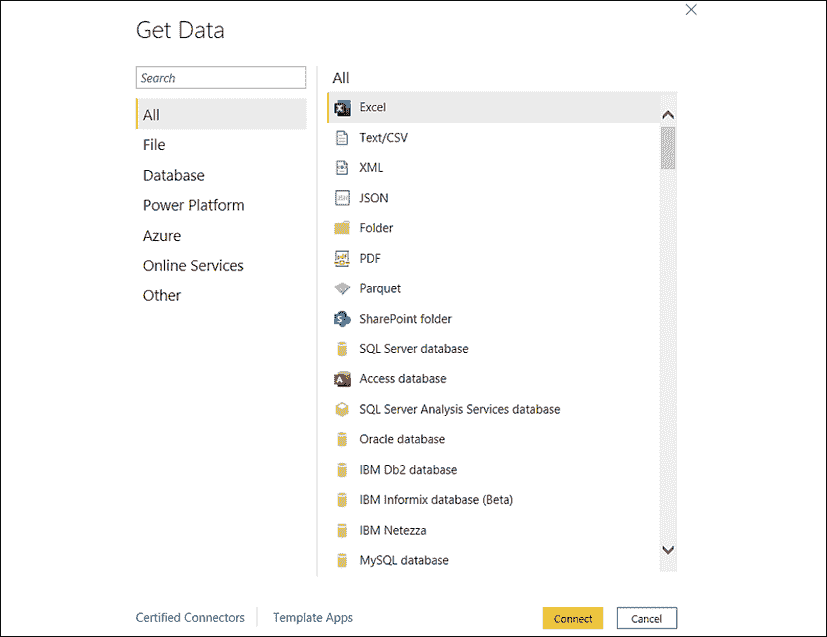 Get Data
Search
All
File
Database
Power Platform
Azure
Online Services
Other
All
Excel
Text/CSV
XML
JSON
Folder
PDF
Parquet
SharePoint folder
SQL Server database
Access database
SQL Server Analysis Services database
Oracle database
IBM Db2 database
IBM Informix database (Beta)
IBM Netezza
MySQL database
Certified Connectors
Template Apps
Connect
Cancel